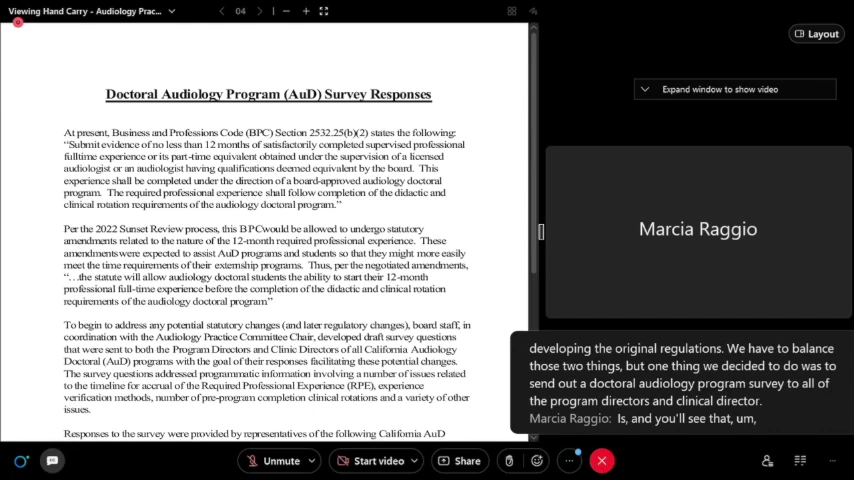 Viewing Hand Carry - Audiology Prac...
04
Layout
Expand window to show video
Doctoral Audiology Program (AuD) Survey Responses
At present, Business and Professions Code (BPC) Section 2532.25(b)(2) states the following:
“Submit evidence of no less than 12 months of satisfactorily completed supervised professional
fulltime experience or its part-time equivalent obtained under the supervision of a licensed
audiologist or an audiologist having qualifications deemed equivalent by the board. This
experience shall be completed under the direction of a board-approved audiology doctoral
program. The required professional experience shall follow completion of the didactic and
clinical rotation requirements of the audiology doctoral program.”
Per the 2022 Sunset Review process, this BPC would be allowed to undergo statutory
amendments related to the nature of the 12-month required professional experience. These
amendments were expected to assist AuD programs and students so that they might more easily
meet the time requirements of their externship programs. Thus, per the negotiated amendments,
“…the statute will allow audiology doctoral students the ability to start their 12-month
professional full-time experience before the completion of the didactic and clinical rotation
requirements of the audiology doctoral program”
To begin to address any potential statutory changes (and later regulatory changes), board staff, in
coordination with the Audiology Practice Committee Chair, developed draft survey questions
that were sent to both the Program Directors and Clinic Directors of all California Audiology
Doctoral (AuD) programs with the goal of their responses facilitating these potential changes.
The survey questions addressed programmatic information involving a number of issues related
to the timeline for accrual of the Required Professional Experience (RPE), experience
verification methods, number of pre-program completion clinical rotations and a variety of other
issues.
Responses to the survey were provided by representatives of the following California AuD
Marcia Raggio
developing the original regulations. We have to balance
those two things, but one thing we decided to do was to
send out a doctoral audiology program survey to all of
the program directors and clinical director.
Marcia Raggio: Is, and you'll see that, um,
Unmute
Start video
Share